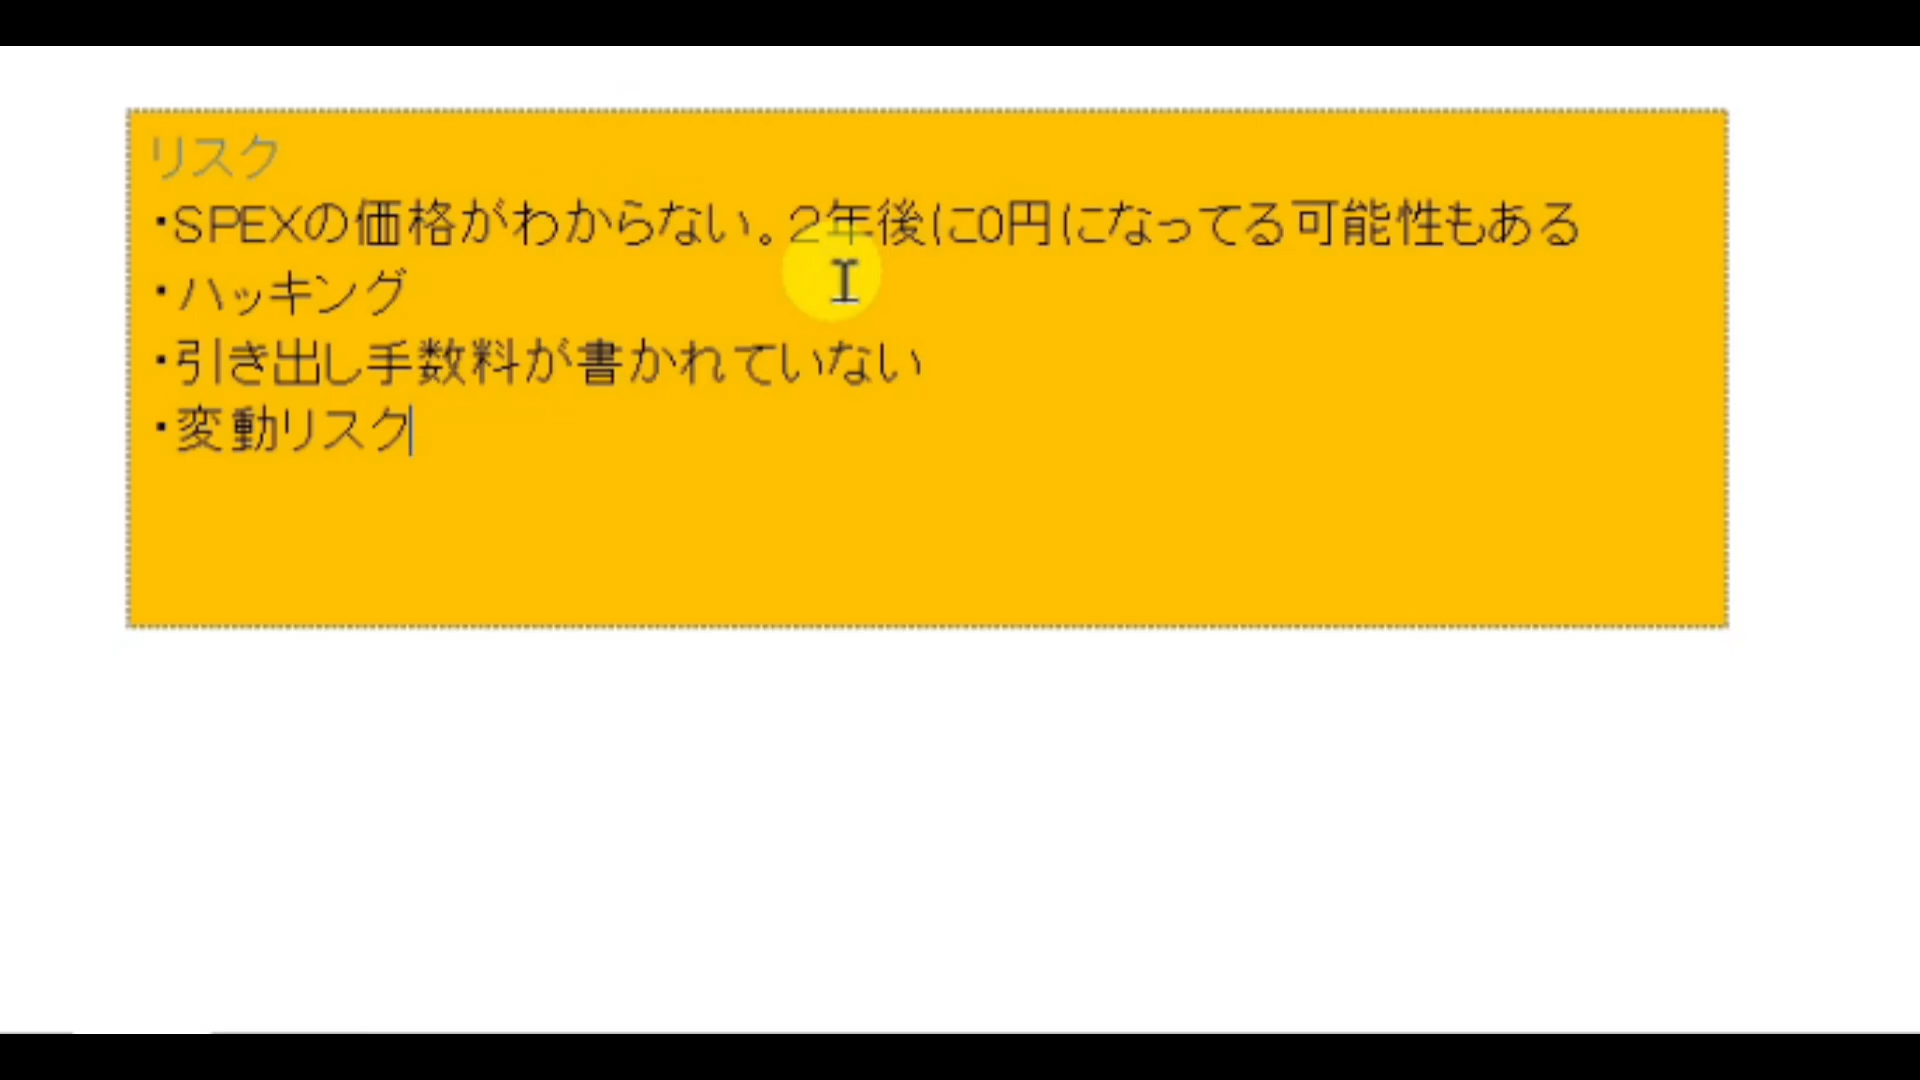 リスク
・SPEXの価格がわからない。2年後に0円になってる可能性もある
・ハッキング
・引き出し手数料が書かれていない
・変動リスク